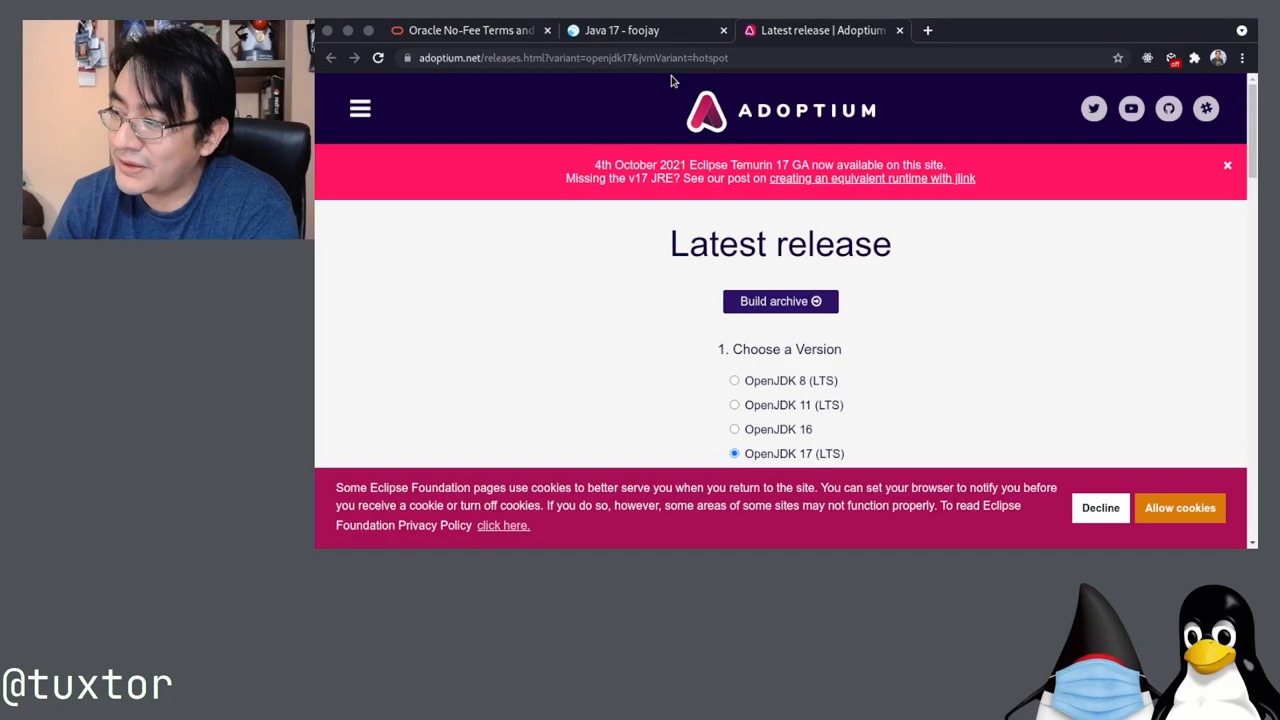 Oracle No-Fee Terms and
Java 17 - foojay
Latest release | Adoptium
adoptium.net/releases.html?variant=openjdk17&jvmVariant=hotspot
off
ADOPTIUM
4th October 2021 Eclipse Temurin 17 GA now available on this site.
Missing the v17 JRE? See our post on creating an equivalent runtime with jlink
Latest release
Build archive
1. Choose a Version
OpenJDK 8 (LTS)
OpenJDK 11 (LTS)
OpenJDK 16
OpenJDK 17 (LTS)
Some Eclipse Foundation pages use cookies to better serve you when you return to the site. You can set your browser to notify you before
you receive a cookie or turn off cookies. If you do so, however, some areas of some sites may not function properly. To read Eclipse
Foundation Privacy Policy click here.
Decline
Allow cookies
@tuxtor